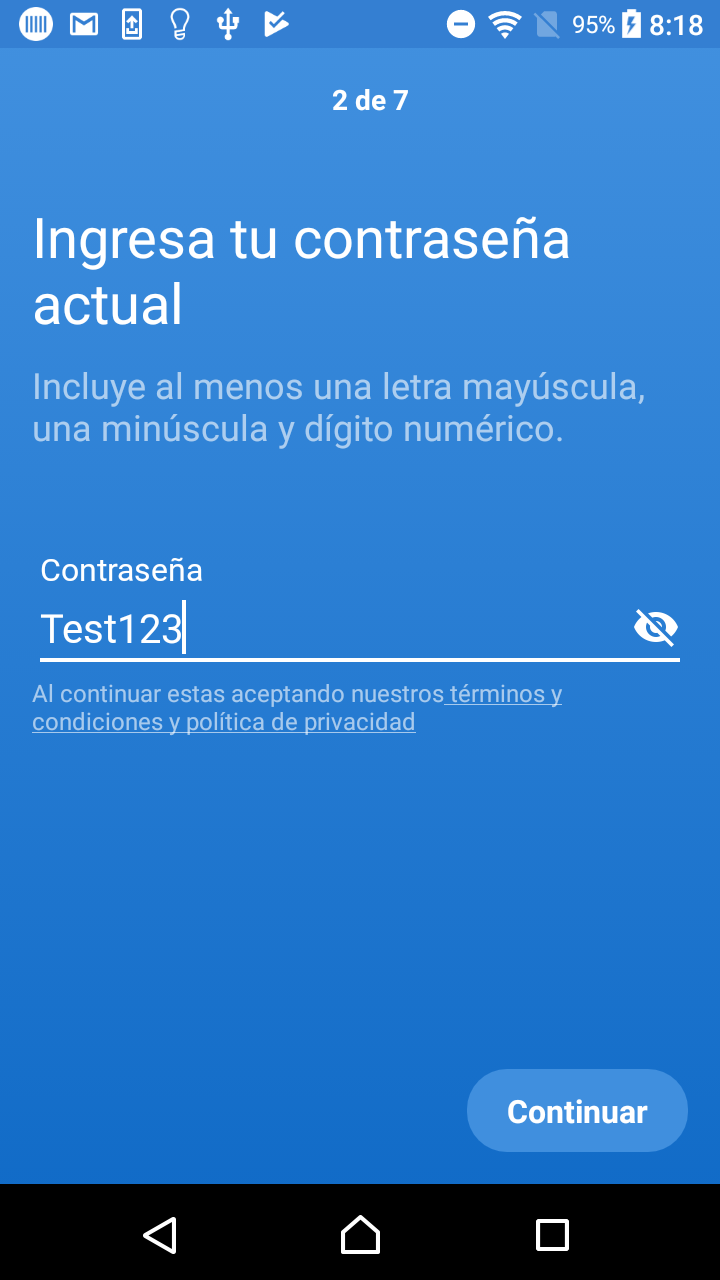 95% 8:18
2 de 7
Ingresa tu contraseña
actual
Incluye al menos una letra mayúscula,
una minúscula y dígito numérico.
Contraseña
Test123
Al continuar estas aceptando nuestros términos y
condiciones y política de privacidad
Continuar